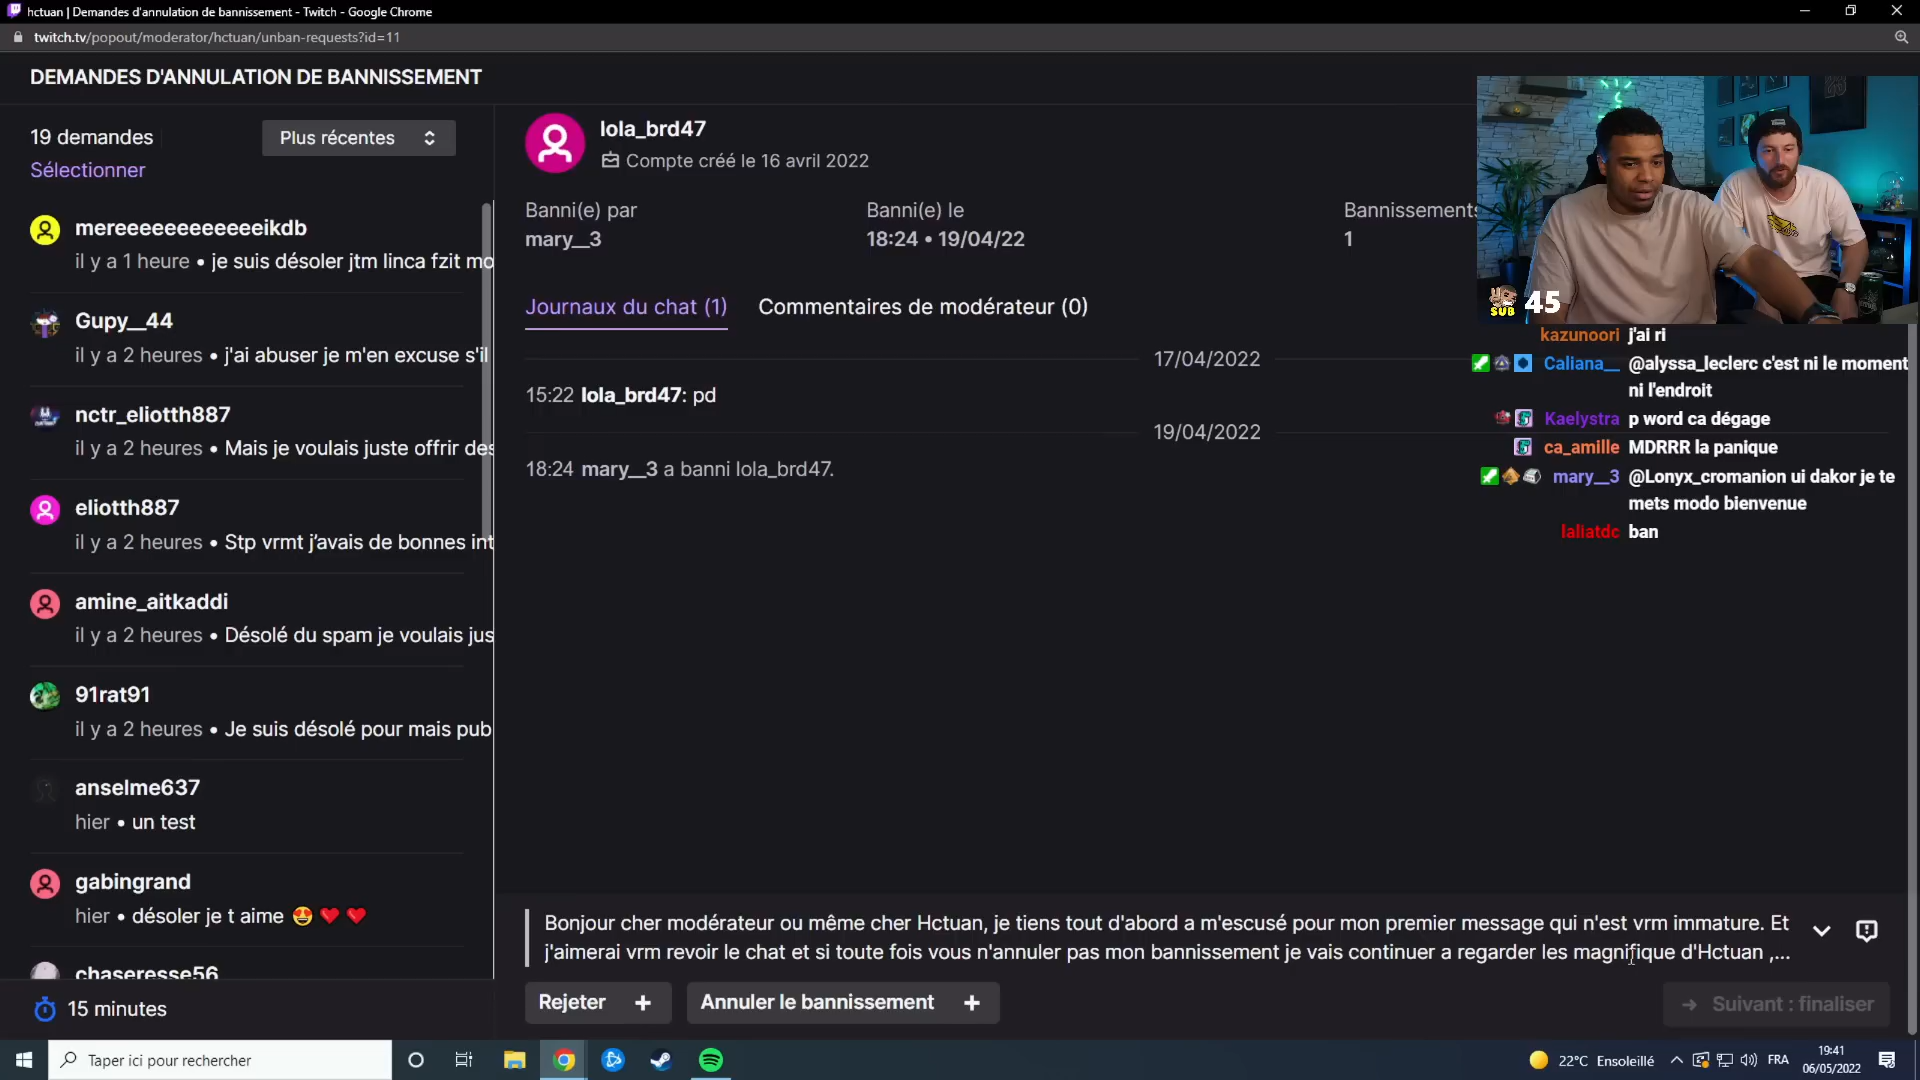 hctuan | Demandes d'annulation de bannissement - Twitch - Google Chrome
twitch.tv/popout/moderator/hctuan/unban-requests?id=11
DEMANDES D'ANNULATION DE BANNISSEMENT
19 demandes
Plus récentes
Sélectionner
mereeeeeeeeeeeeikdb
il y a 1 heure • je suis désoler jtm linca fzit mo
Gupy__44
il y a 2 heures • j'ai abuser je m'en excuse s'il
nctr_eliotth887
il y a 2 heures • Mais je voulais juste offrir des
eliotth887
il y a 2 heures • Stp vrmt j'avais de bonnes int
amine_aitkaddi
il y a 2 heures • Désolé du spam je voulais jus
91rat91
il y a 2 heures • Je suis désolé pour mais pub
anselme637
hier • un test
gabingrand
hier • désoler je t aime 😍 ❤️ ❤️
chaseresse56
15 minutes
lola_brd47
Compte créé le 16 avril 2022
Banni(e) par
mary__3
Banni(e) le
18:24 • 19/04/22
Bannissements
1
Journaux du chat (1)
Commentaires de modérateur (0)
17/04/2022
15:22 lola_brd47: pd
19/04/2022
18:24 mary__3 a banni lola_brd47.
SUB 45
kazunoori j'ai ri
Caliana__ @alyssa_leclerc c'est ni le moment
ni l'endroit
Kaelystra p word ca dégage
ca_amille MDRRR la panique
mary__3 @Lonyx_cromanion ui dakor je te
mets modo bienvenue
laliatdc ban
Bonjour cher modérateur ou même cher Hctuan, je tiens tout d'abord a m'escusé pour mon premier message qui n'est vrm immature. Et
j'aimerai vrm revoir le chat et si toute fois vous n'annuler pas mon bannissement je vais continuer a regarder les magnifique d'Hctuan ,...
Rejeter +
Annuler le bannissement +
→ Suivant : finaliser
Taper ici pour rechercher
22°C Ensoleillé
FRA
19:41
06/05/2022